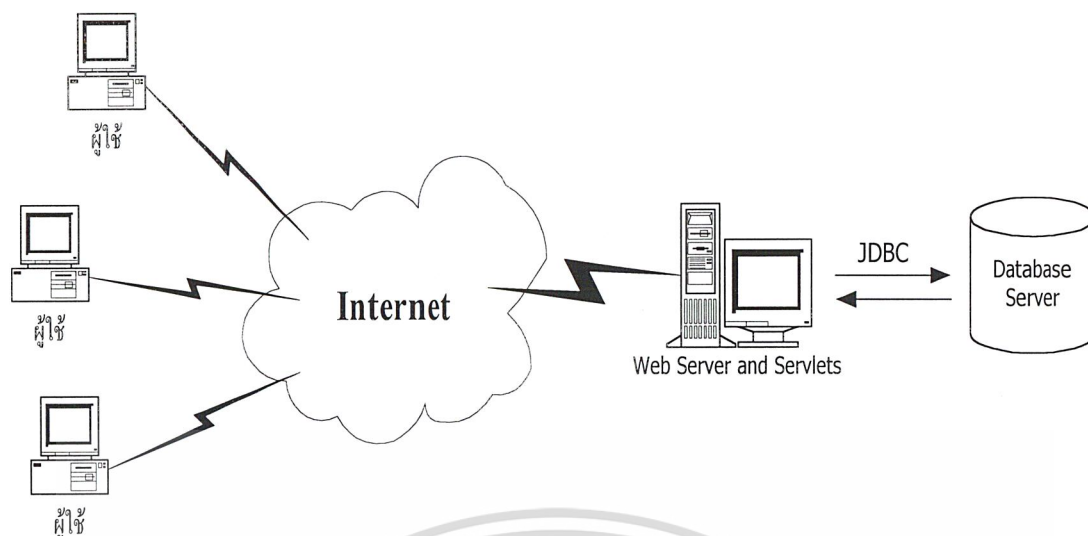 ผู้ใช้
ผู้ใช้
ผู้ใช้
Internet
Web Server and Servlets
JDBC
Database
Server